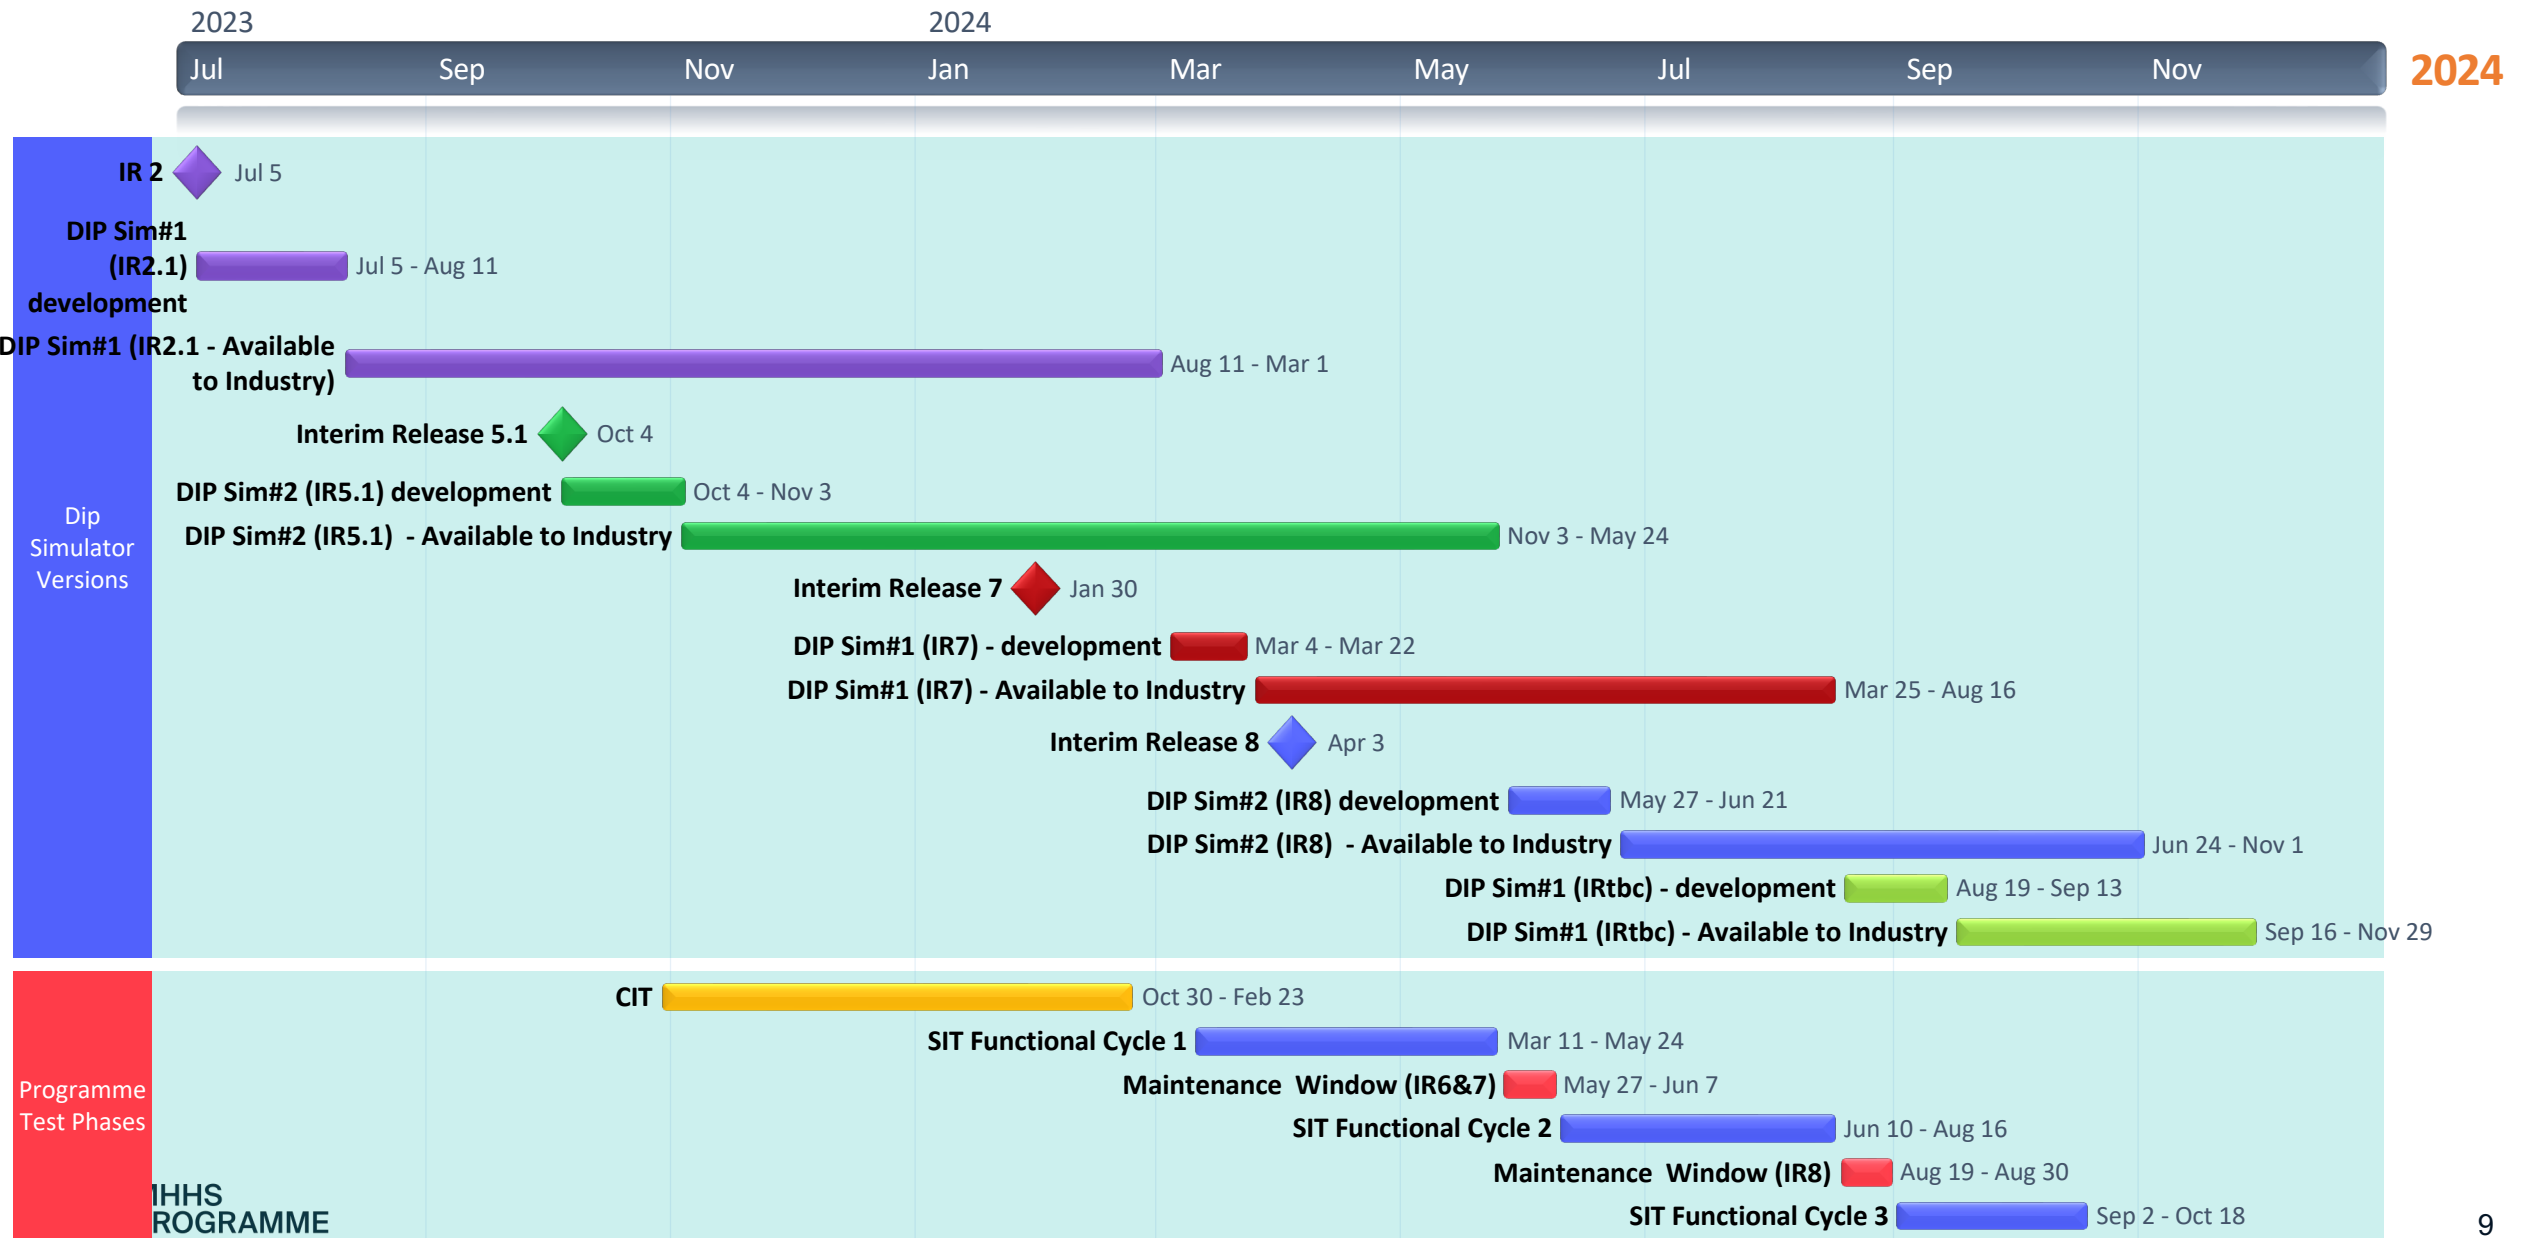 2023 2024
Jul Sep Nov Jan Mar May Jul Sep Nov 2024
IR 2 Jul 5
DIP Sim#1
(IR2.1) Jul 5 - Aug 11
development
DIP Sim#1 (IR2.1 - Available
to Industry) Aug 11 - Mar 1
Interim Release 5.1 Oct 4
DIP Sim#2 (IR5.1) development Oct 4 - Nov 3
DIP Sim#2 (IR5.1) - Available to Industry Nov 3 - May 24
Dip
Simulator
Versions
Interim Release 7 Jan 30
DIP Sim#1 (IR7) - development Mar 4 - Mar 22
DIP Sim#1 (IR7) - Available to Industry Mar 25 - Aug 16
Interim Release 8 Apr 3
DIP Sim#2 (IR8) development May 27 - Jun 21
DIP Sim#2 (IR8) - Available to Industry Jun 24 - Nov 1
DIP Sim#1 (IRtbc) - development Aug 19 - Sep 13
DIP Sim#1 (IRtbc) - Available to Industry Sep 16 - Nov 29
CIT Oct 30 - Feb 23
SIT Functional Cycle 1 Mar 11 - May 24
Programme
Test Phases
Maintenance Window (IR6&7) May 27 - Jun 7
SIT Functional Cycle 2 Jun 10 - Aug 16
Maintenance Window (IR8) Aug 19 - Aug 30
SIT Functional Cycle 3 Sep 2 - Oct 18
HHS
ROGRAMME
9